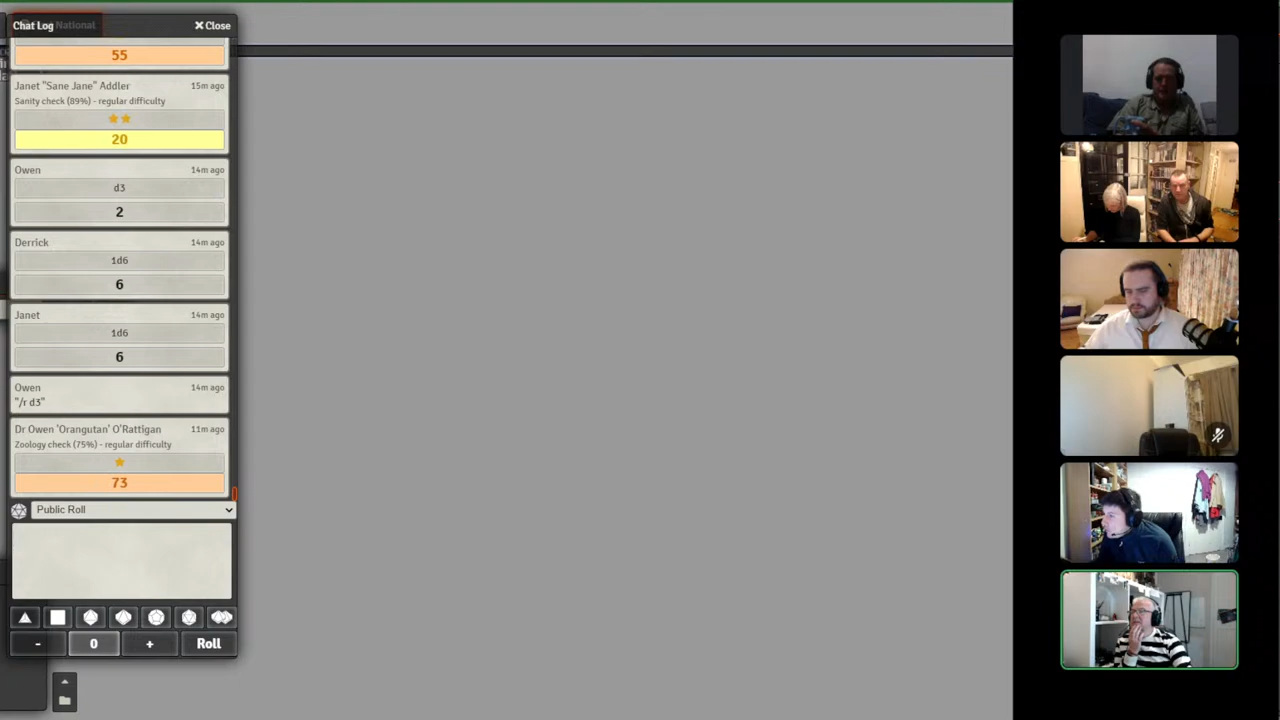 Chat Log National
Close
55
Janet "Sane Jane" Addler 15m ago
Sanity check (89%) - regular difficulty
20
Owen 14m ago
d3
2
Derrick 14m ago
1d6
6
Janet 14m ago
1d6
6
Owen 14m ago
"/r d3"
Dr Owen 'Orangutan' O'Rattigan 11m ago
Zoology check (75%) - regular difficulty
73
Public Roll
- 0 + Roll